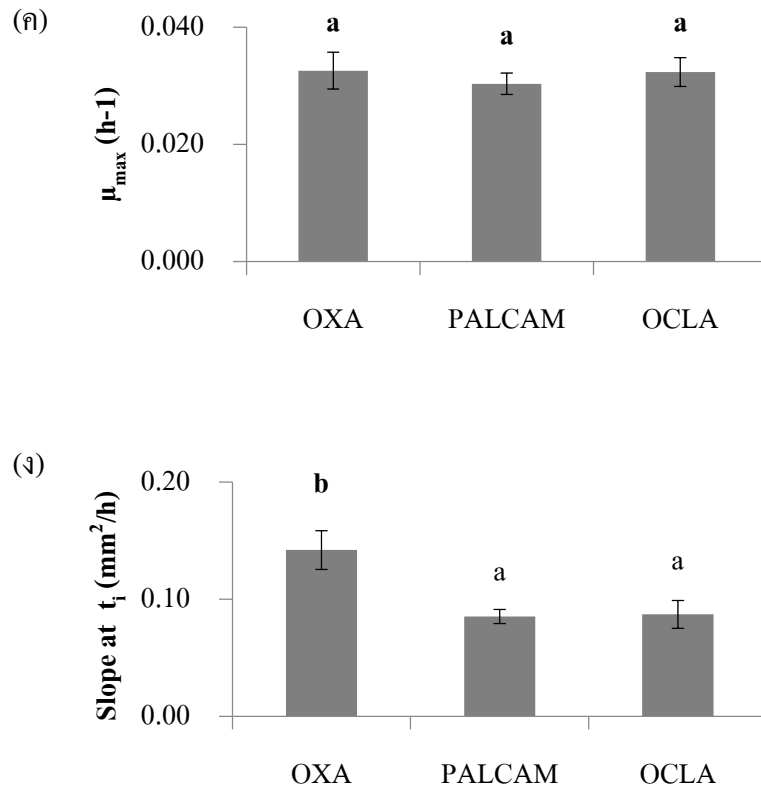 (ค)
0.040
0.020
0.000
μmax (h-1)
a a a
OXA PALCAM OCLA
(ง)
0.20
0.10
0.00
Slope at ti (mm²/h)
b a a
OXA PALCAM OCLA